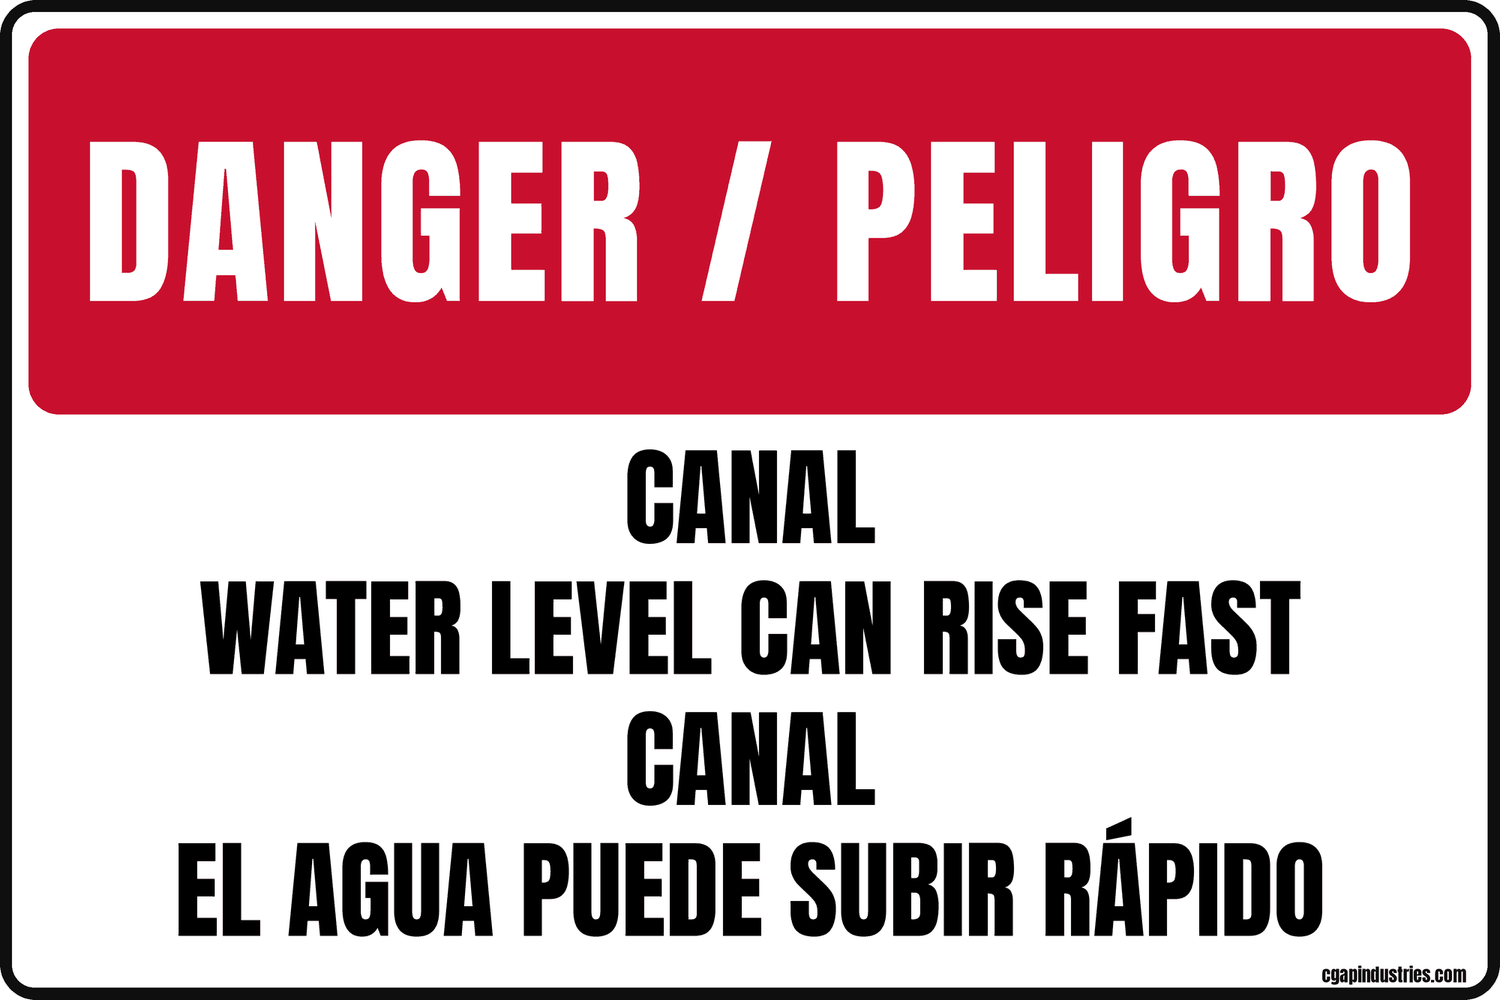 DANGER / PELIGRO
CANAL
WATER LEVEL CAN RISE FAST
CANAL
EL AGUA PUEDE SUBIR RÁPIDO
cgapindustries.com